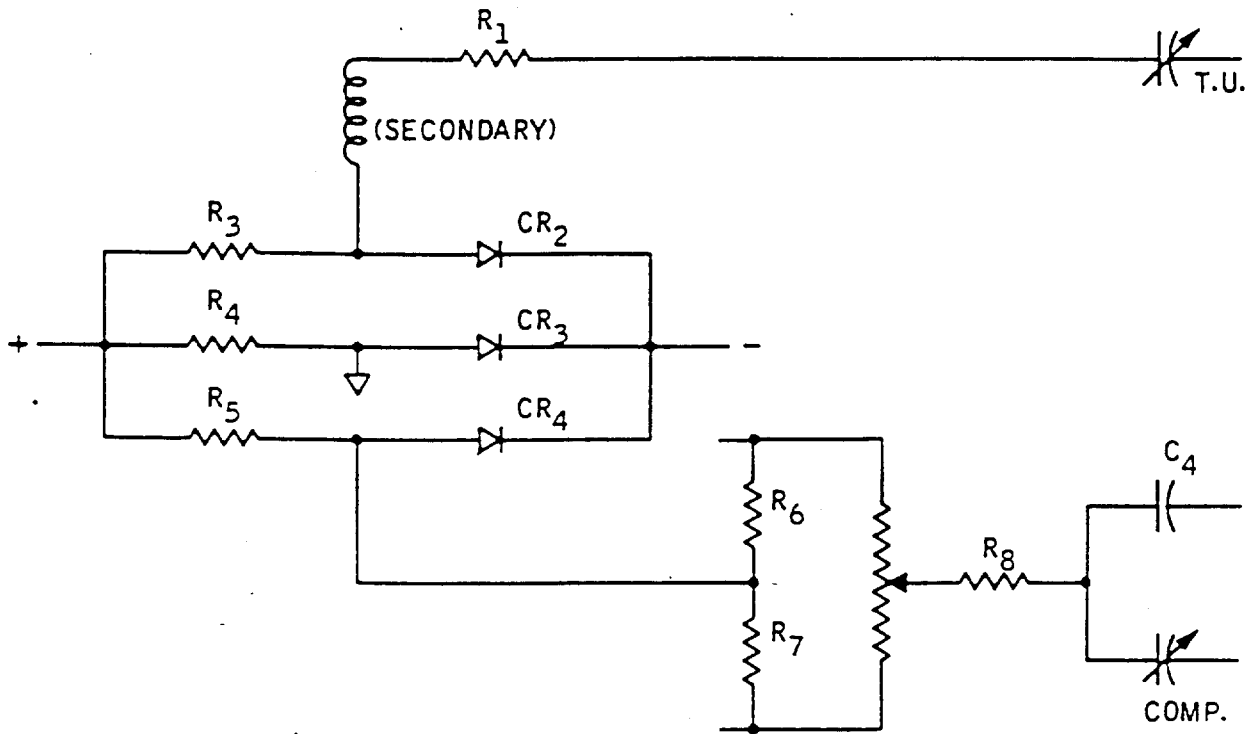 R1
T.U.
(SECONDARY)
R3
CR2
R4
CR3
+
-
R5
CR4
C4
R6
R8
R7
COMP.